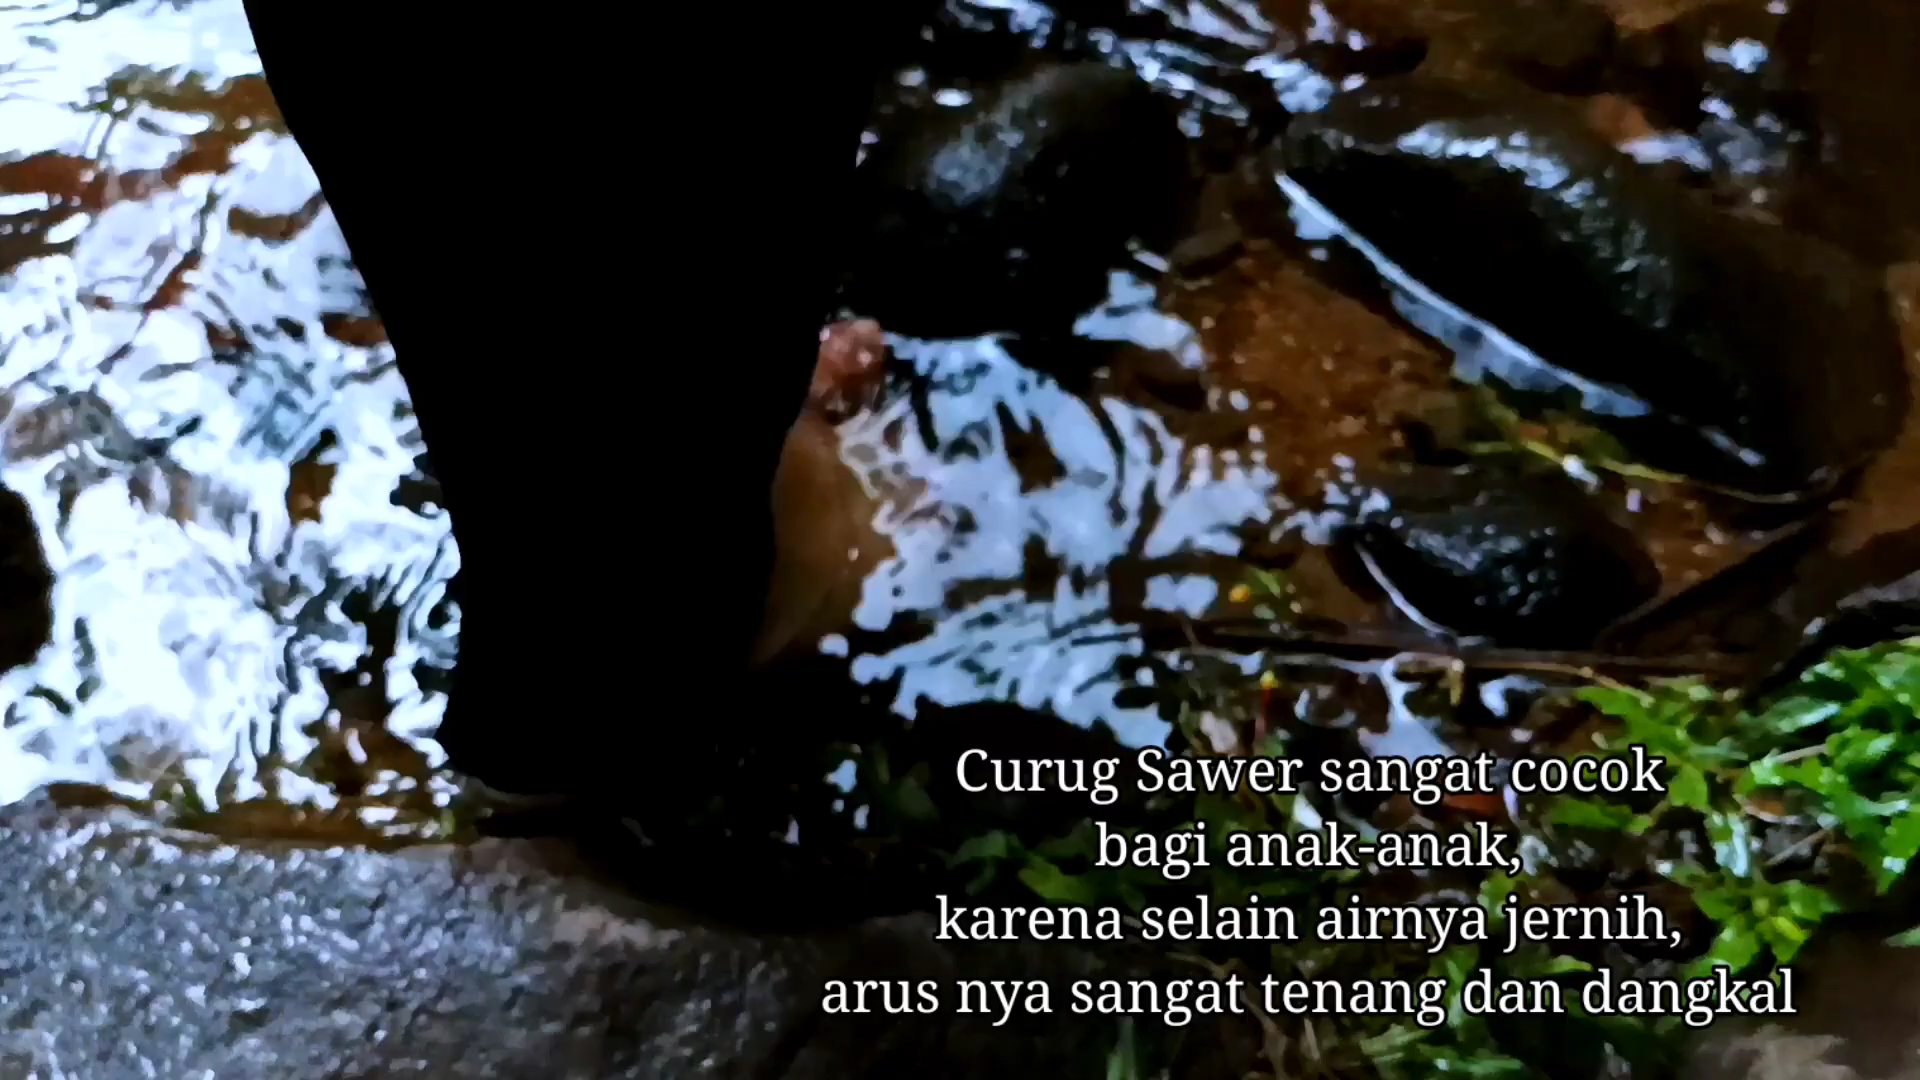 Curug Sawer sangat cocok
bagi anak-anak,
karena selain airnya jernih,
arus nya sangat tenang dan dangkal